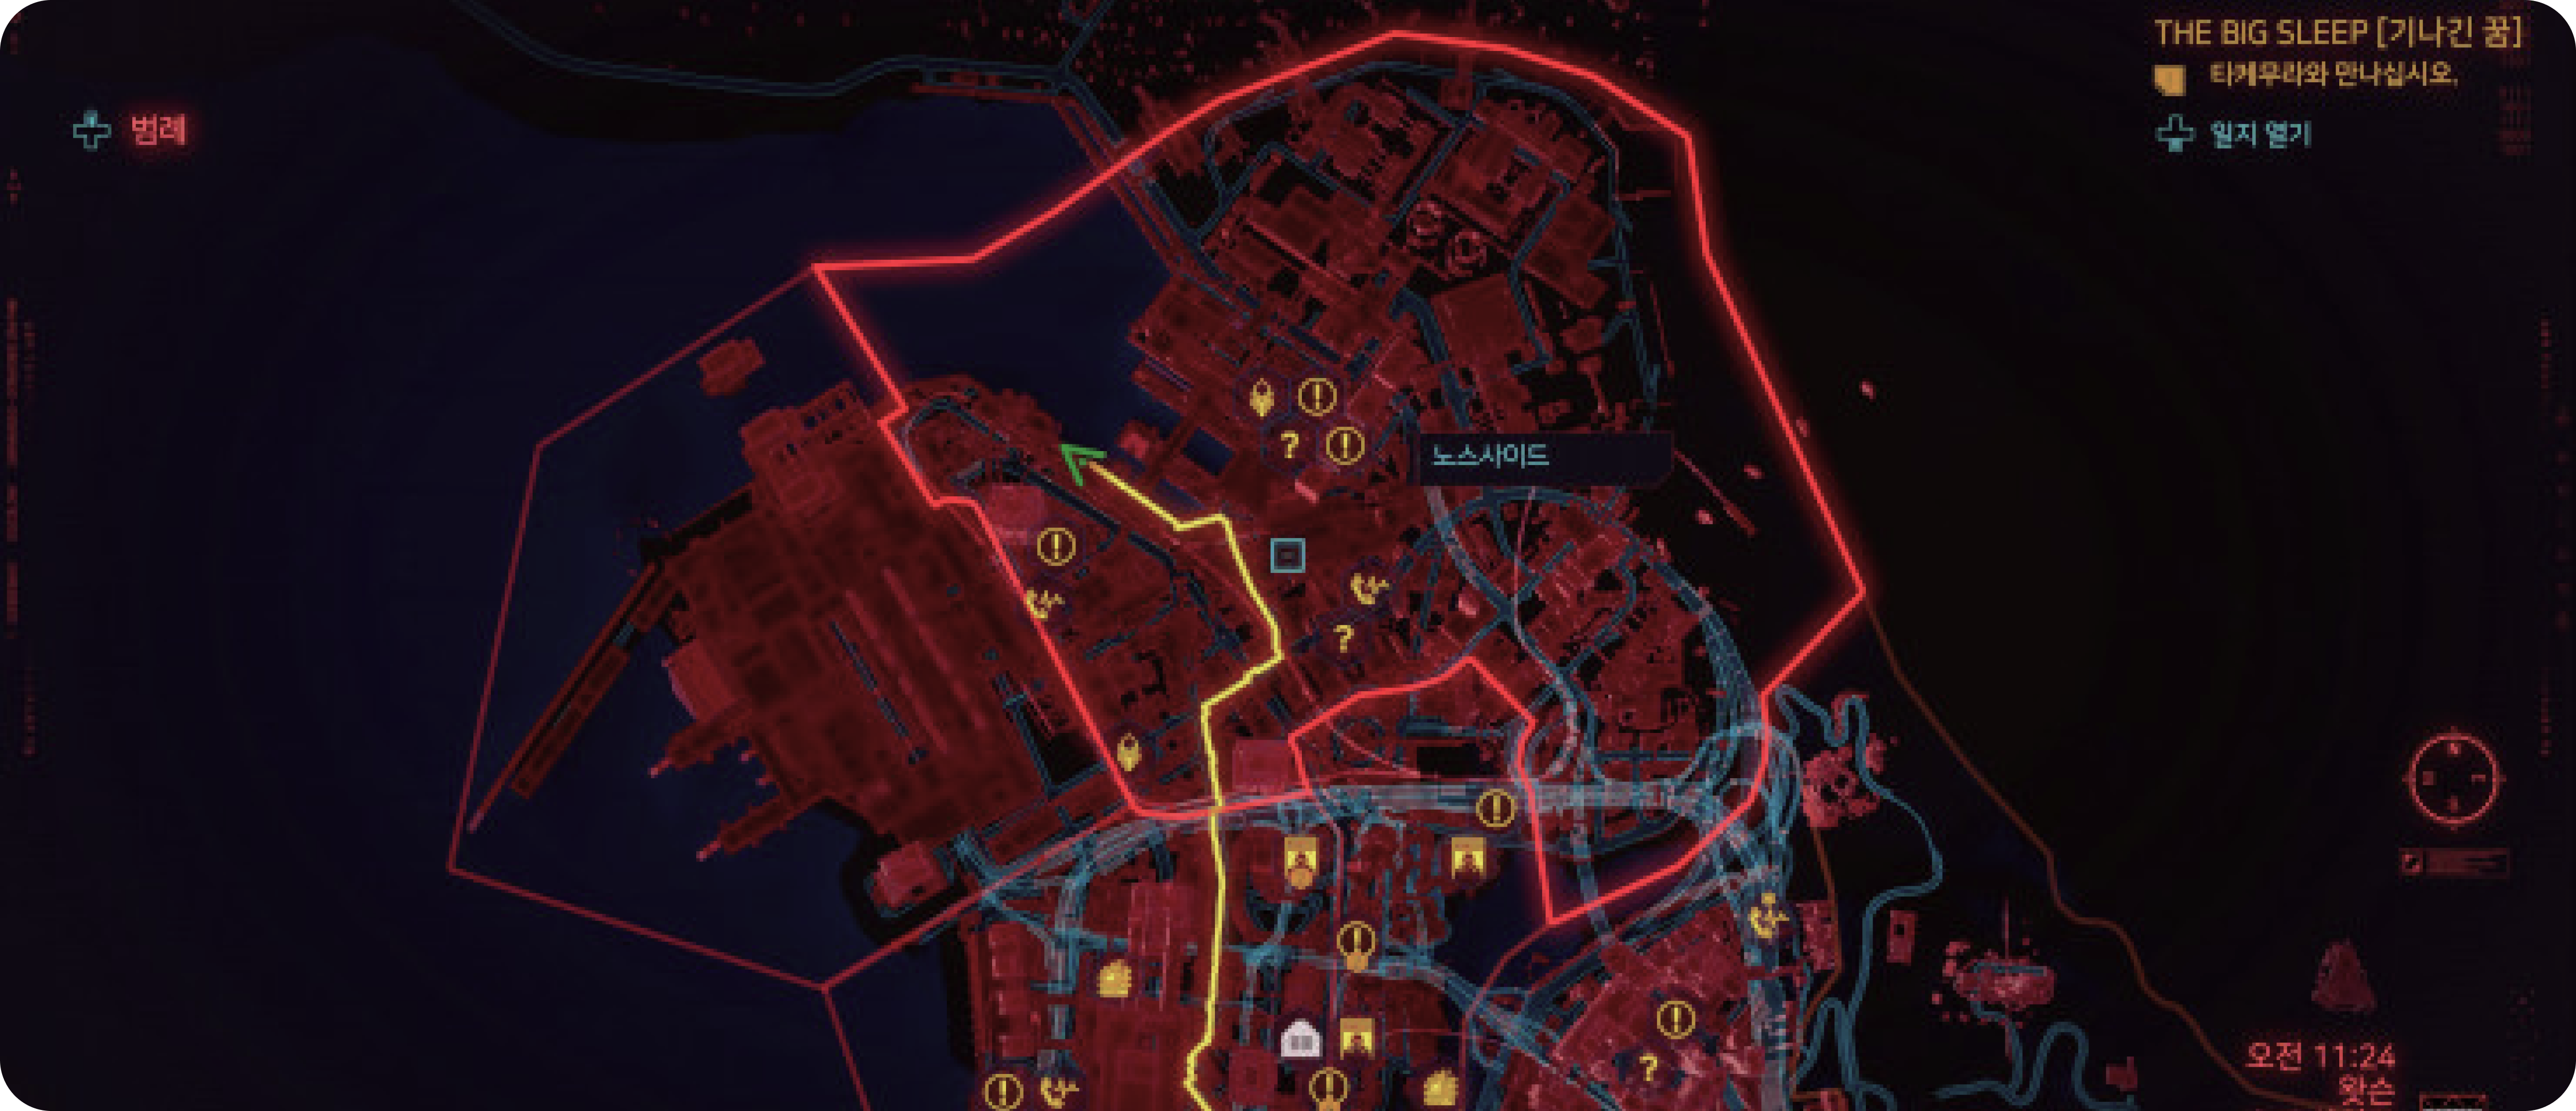 THE BIG SLEEP [기나긴 꿈]
타케무라와 만나십시오.
범례
일지 열기
노스사이드
오전 11:24
왓슨